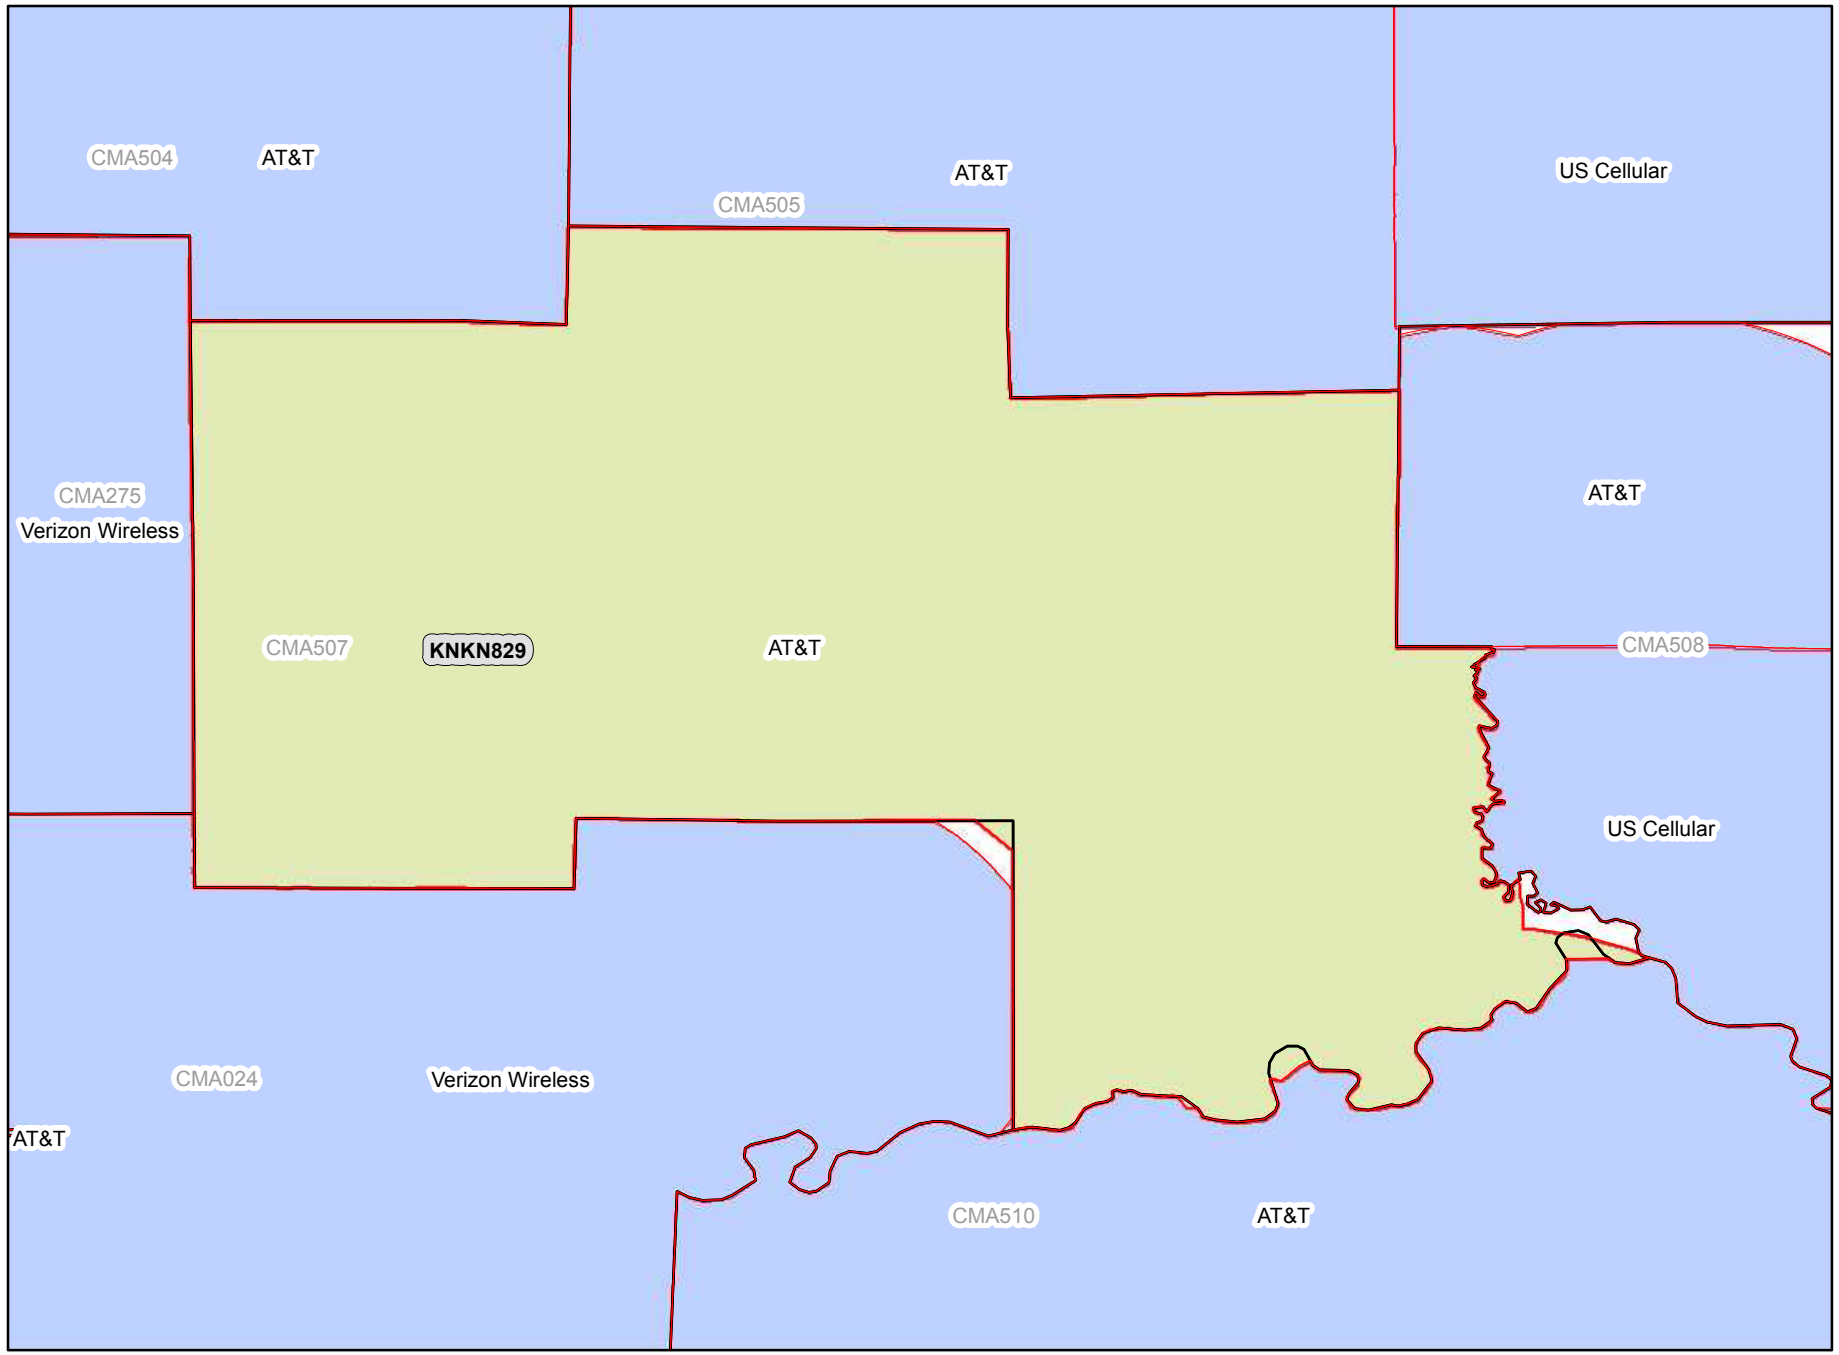 CMA504
AT&T
CMA505
AT&T
US Cellular
CMA275
Verizon Wireless
AT&T
CMA507
KNKN829
AT&T
CMA508
US Cellular
CMA024
Verizon Wireless
AT&T
CMA510
AT&T